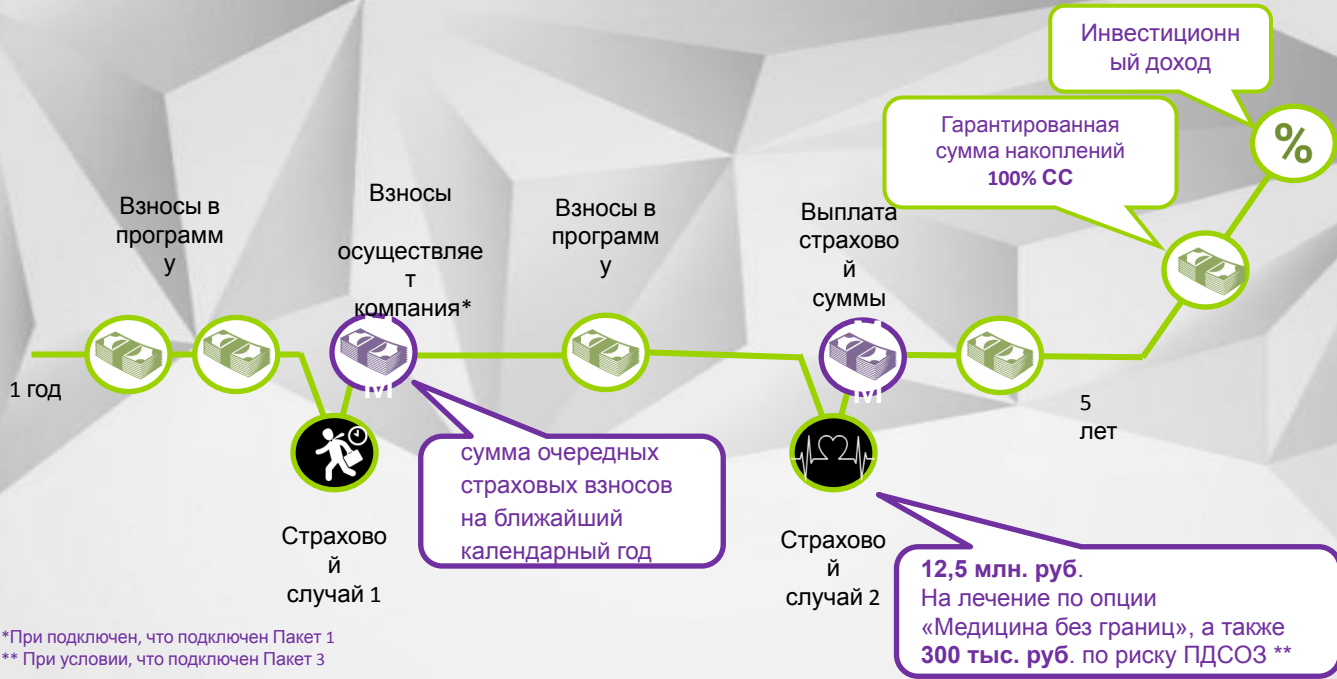 Инвестиционн
ый доход
%
Гарантированная
сумма накоплений
100% СС
Взносы в
программ
у
Взносы
осуществляе
т
компания*
Взносы в
программ
у
Выплата
страхово
й
суммы
М
М
1 год
5
лет
сумма очередных
страховых взносов
на ближайший
календарный год
Страхово
й
случай 1
Страхово
й
случай 2
12,5 млн. руб.
На лечение по опции
«Медицина без границ», а также
300 тыс. руб. по риску ПДСОЗ **
*При подключен, что подключен Пакет 1
** При условии, что подключен Пакет 3